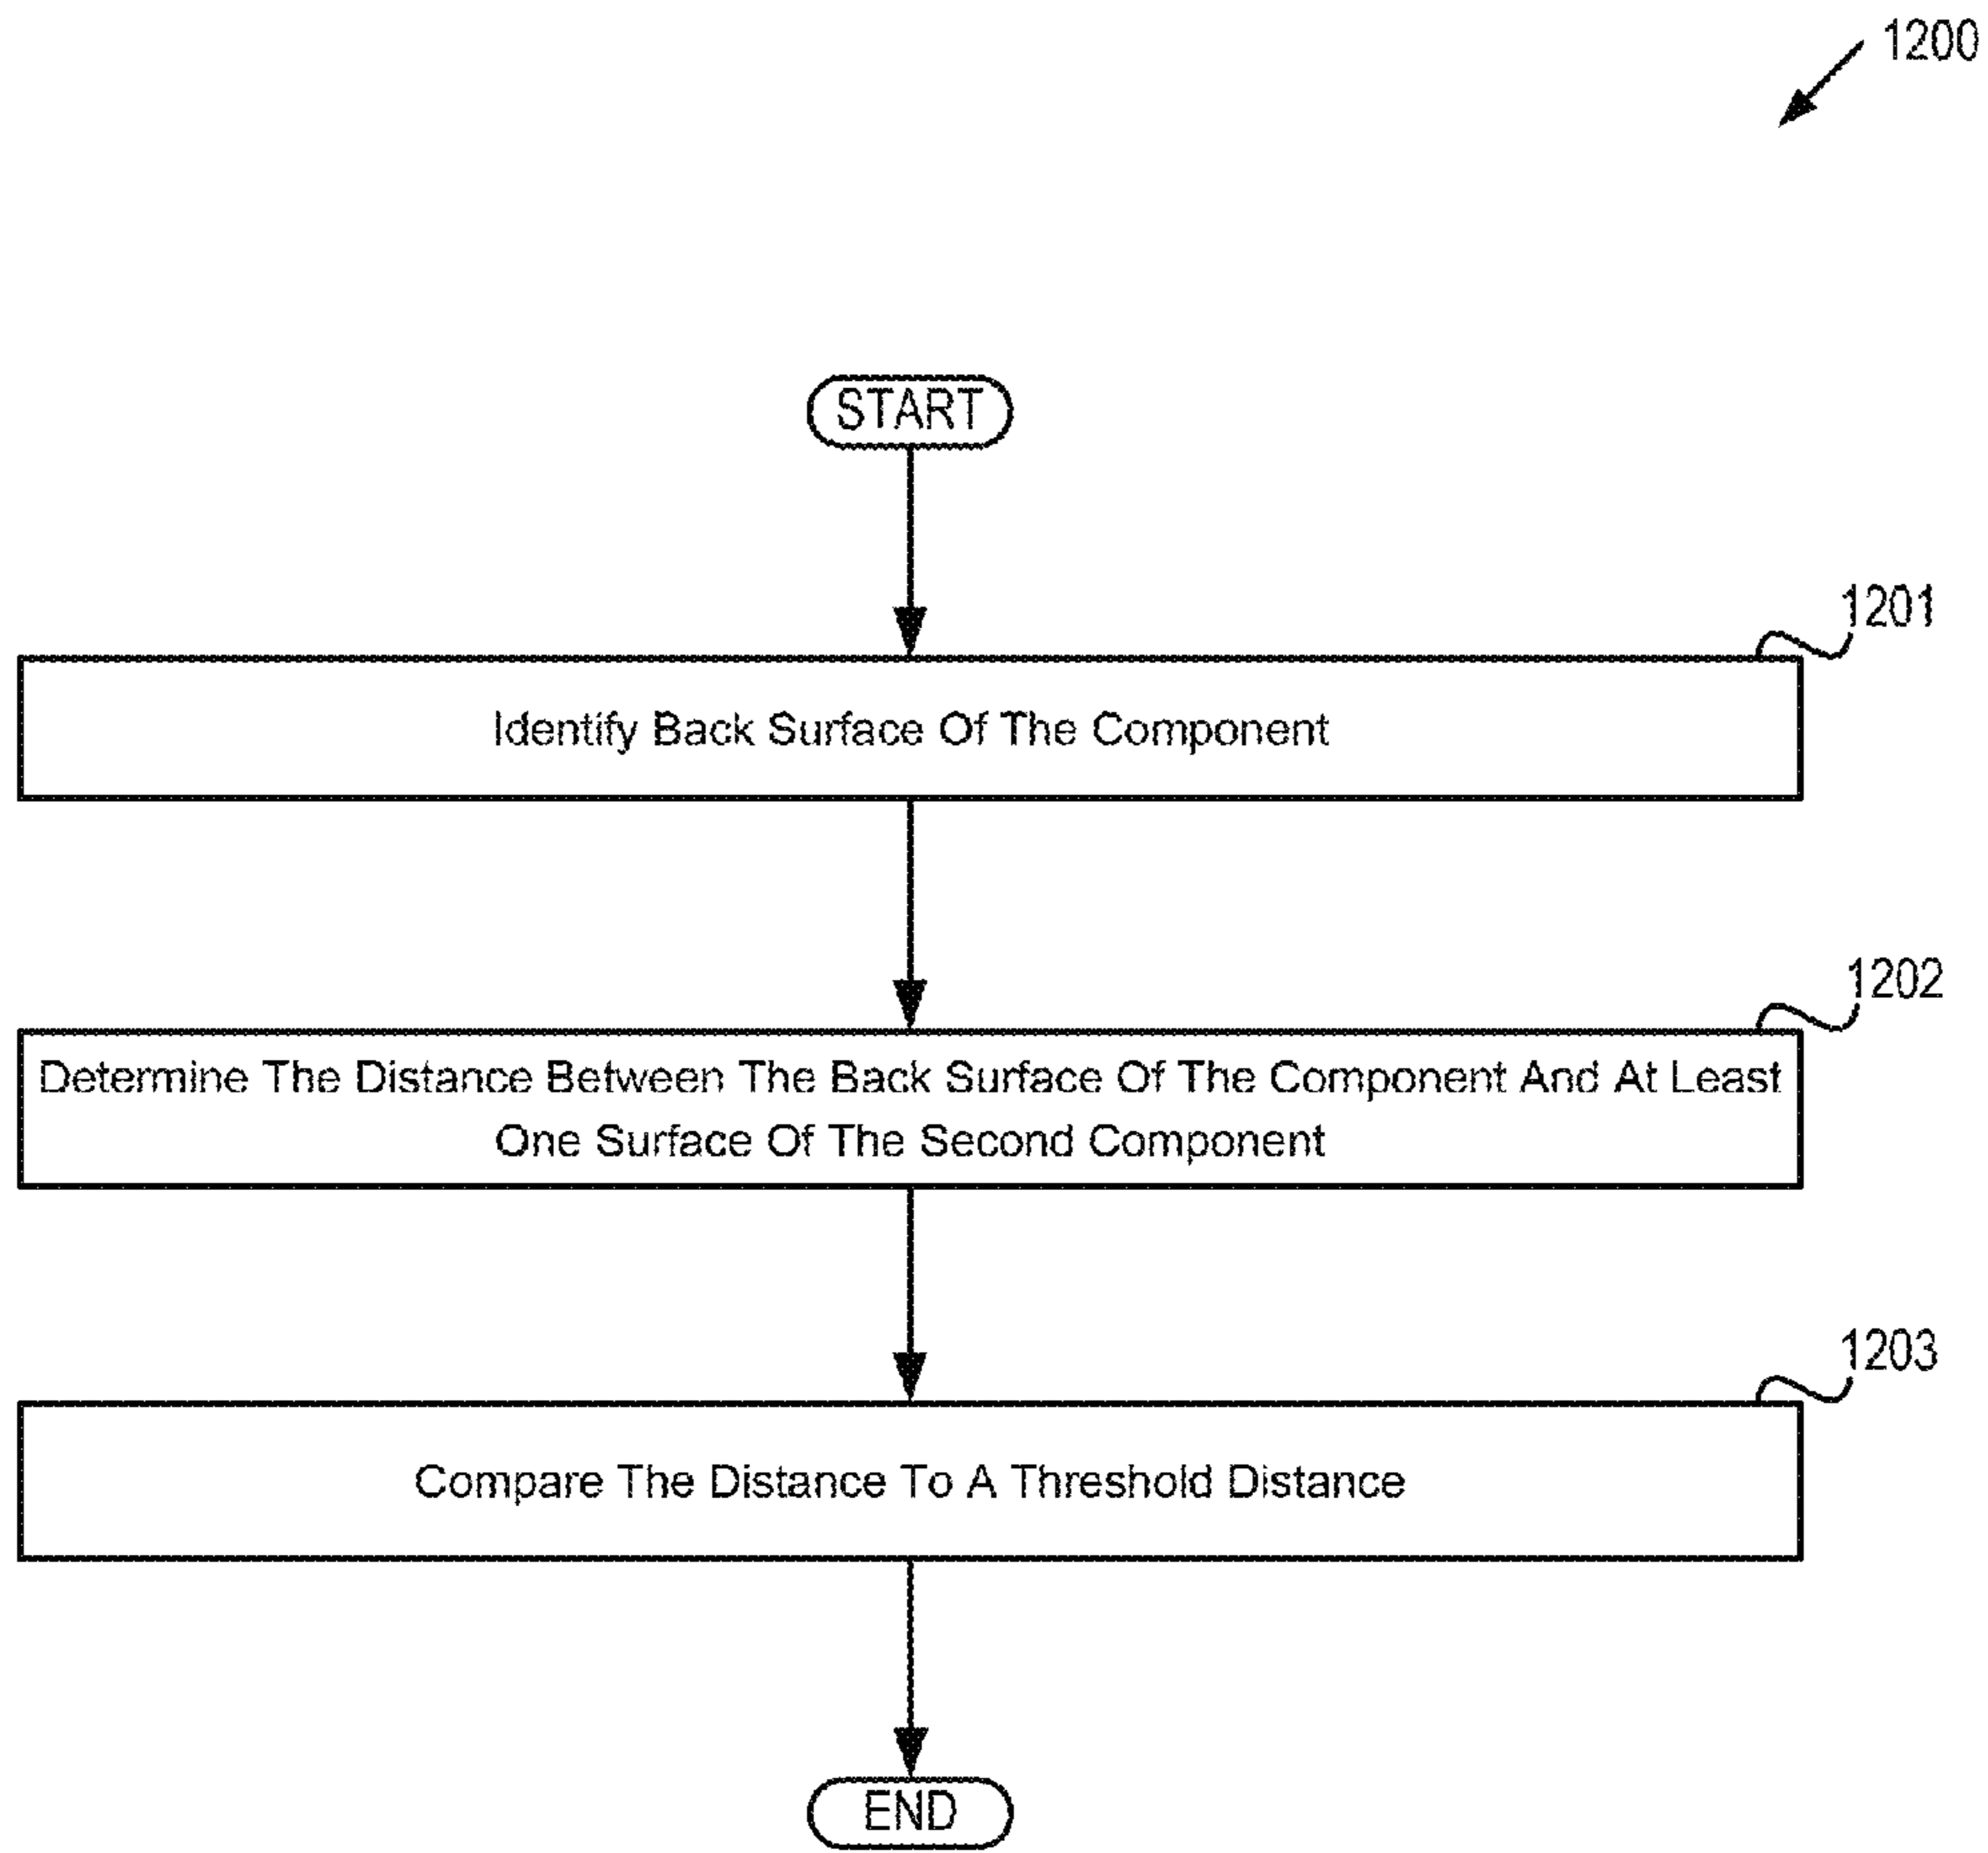 1200
START
1201
Identify Back Surface Of The Component
1202
Determine The Distance Between The Back Surface Of The Component And At Least
One Surface Of The Second Component
1203
Compare The Distance To A Threshold Distance
END